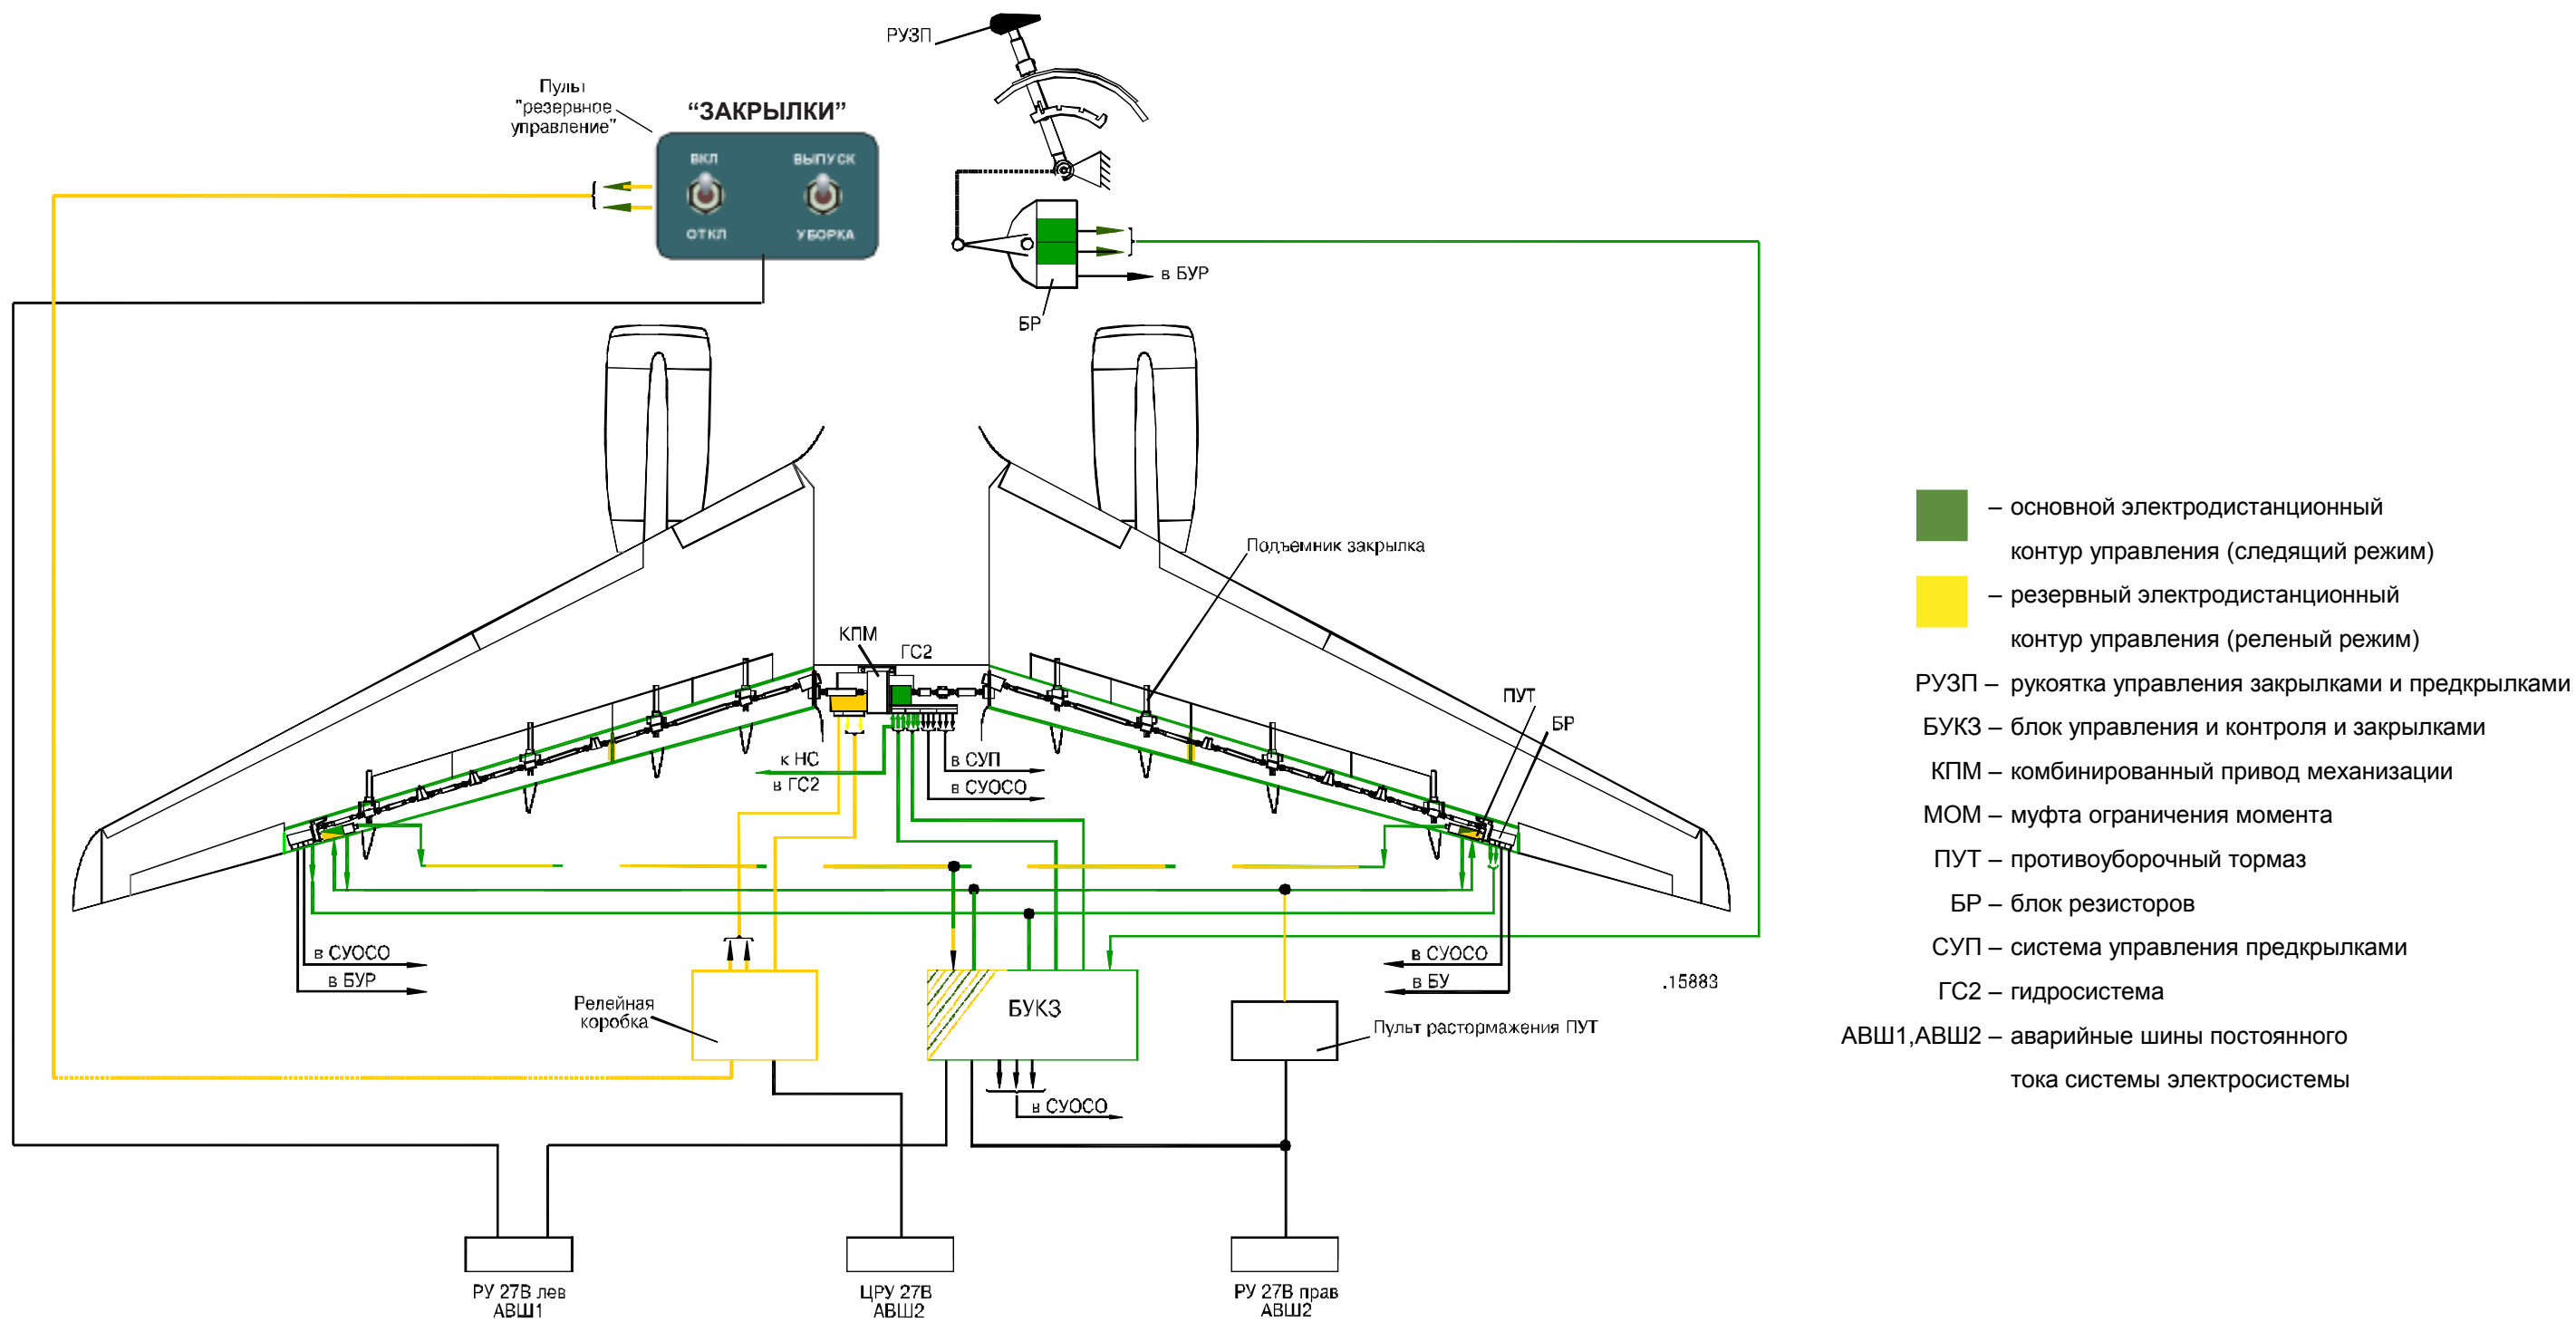 РУЗП
Пульт
"резервное
управление"
“ЗАКРЫЛКИ”
ВКЛ
ВЫПУСК
ОТКЛ
УБОРКА
в БУР
БР
Подъемник закрылка
КПМ
ГС2
ПУТ
БР
к НС
в ГС2
в СУП
в СУОСО
в СУОСО
в БУР
в СУОСО
в БУ
.15883
Релейная
коробка
БУКЗ
Пульт растормажения ПУТ
в СУОСО
РУ 27В лев
АВШ1
ЦРУ 27В
АВШ2
РУ 27В прав
АВШ2
– основной электродистанционный
контур управления (следящий режим)
– резервный электродистанционный
контур управления (реленый режим)
РУЗП – рукоятка управления закрылками и предкрылками
БУКЗ – блок управления и контроля и закрылками
КПМ – комбинированный привод механизации
МОМ – муфта ограничения момента
ПУТ – противоуборочный тормаз
БР – блок резисторов
СУП – система управления предкрылками
ГС2 – гидросистема
АВШ1,АВШ2 – аварийные шины постоянного
тока системы электросистемы